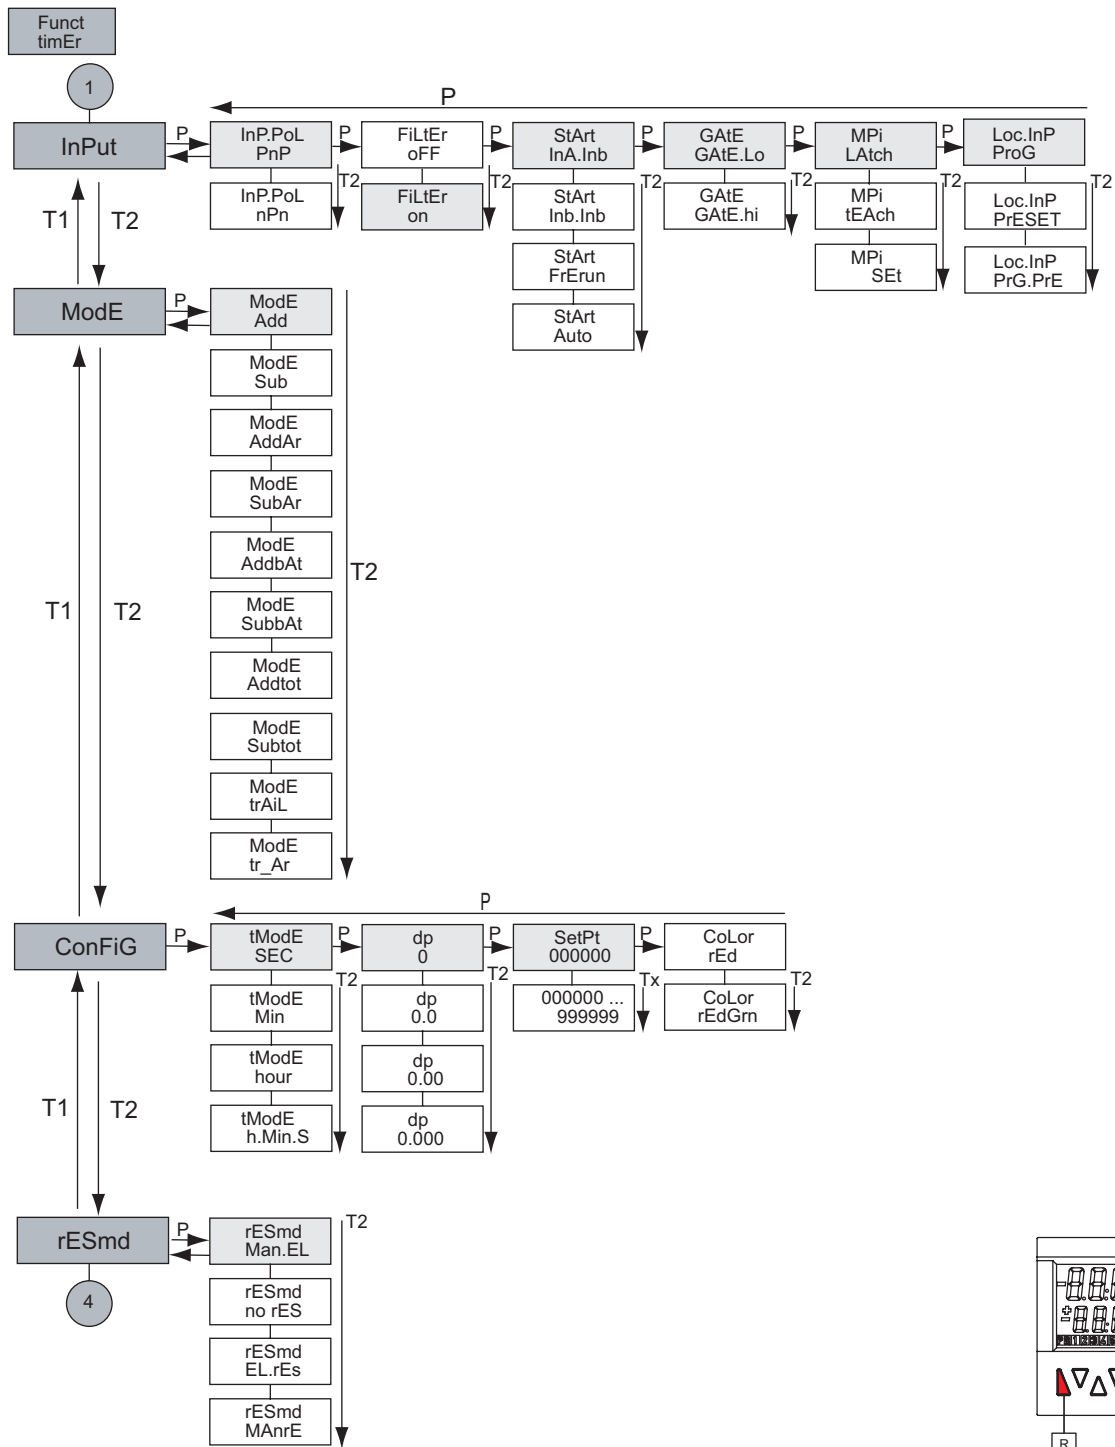 Funct
timEr
1
P
InPut
P
InP.PoL
PnP
P
FiLtEr
oFF
P
StArt
InA.Inb
P
GAtE
GAtE.Lo
P
MPi
LAtch
P
Loc.InP
ProG
InP.PoL
nPn
T2
FiLtEr
on
T2
StArt
Inb.Inb
T2
GAtE
GAtE.hi
T2
MPi
tEAch
T2
Loc.InP
PrESET
T2
StArt
FrErun
MPi
SEt
Loc.InP
PrG.PrE
StArt
Auto
T1
T2
ModE
P
ModE
Add
ModE
Sub
ModE
AddAr
ModE
SubAr
ModE
AddbAt
ModE
SubbAt
ModE
Addtot
ModE
Subtot
ModE
trAiL
ModE
tr_Ar
T2
T1
T2
P
ConFiG
P
tModE
SEC
P
dp
0
P
SetPt
000000
P
CoLor
rEd
tModE
Min
T2
dp
0.0
T2
000000 ...
999999
Tx
CoLor
rEdGrn
T2
tModE
hour
dp
0.00
tModE
h.Min.S
dp
0.000
T1
T2
rESmd
P
rESmd
Man.EL
T2
4
rESmd
no rES
rESmd
EL.rEs
rESmd
MAnrE
R